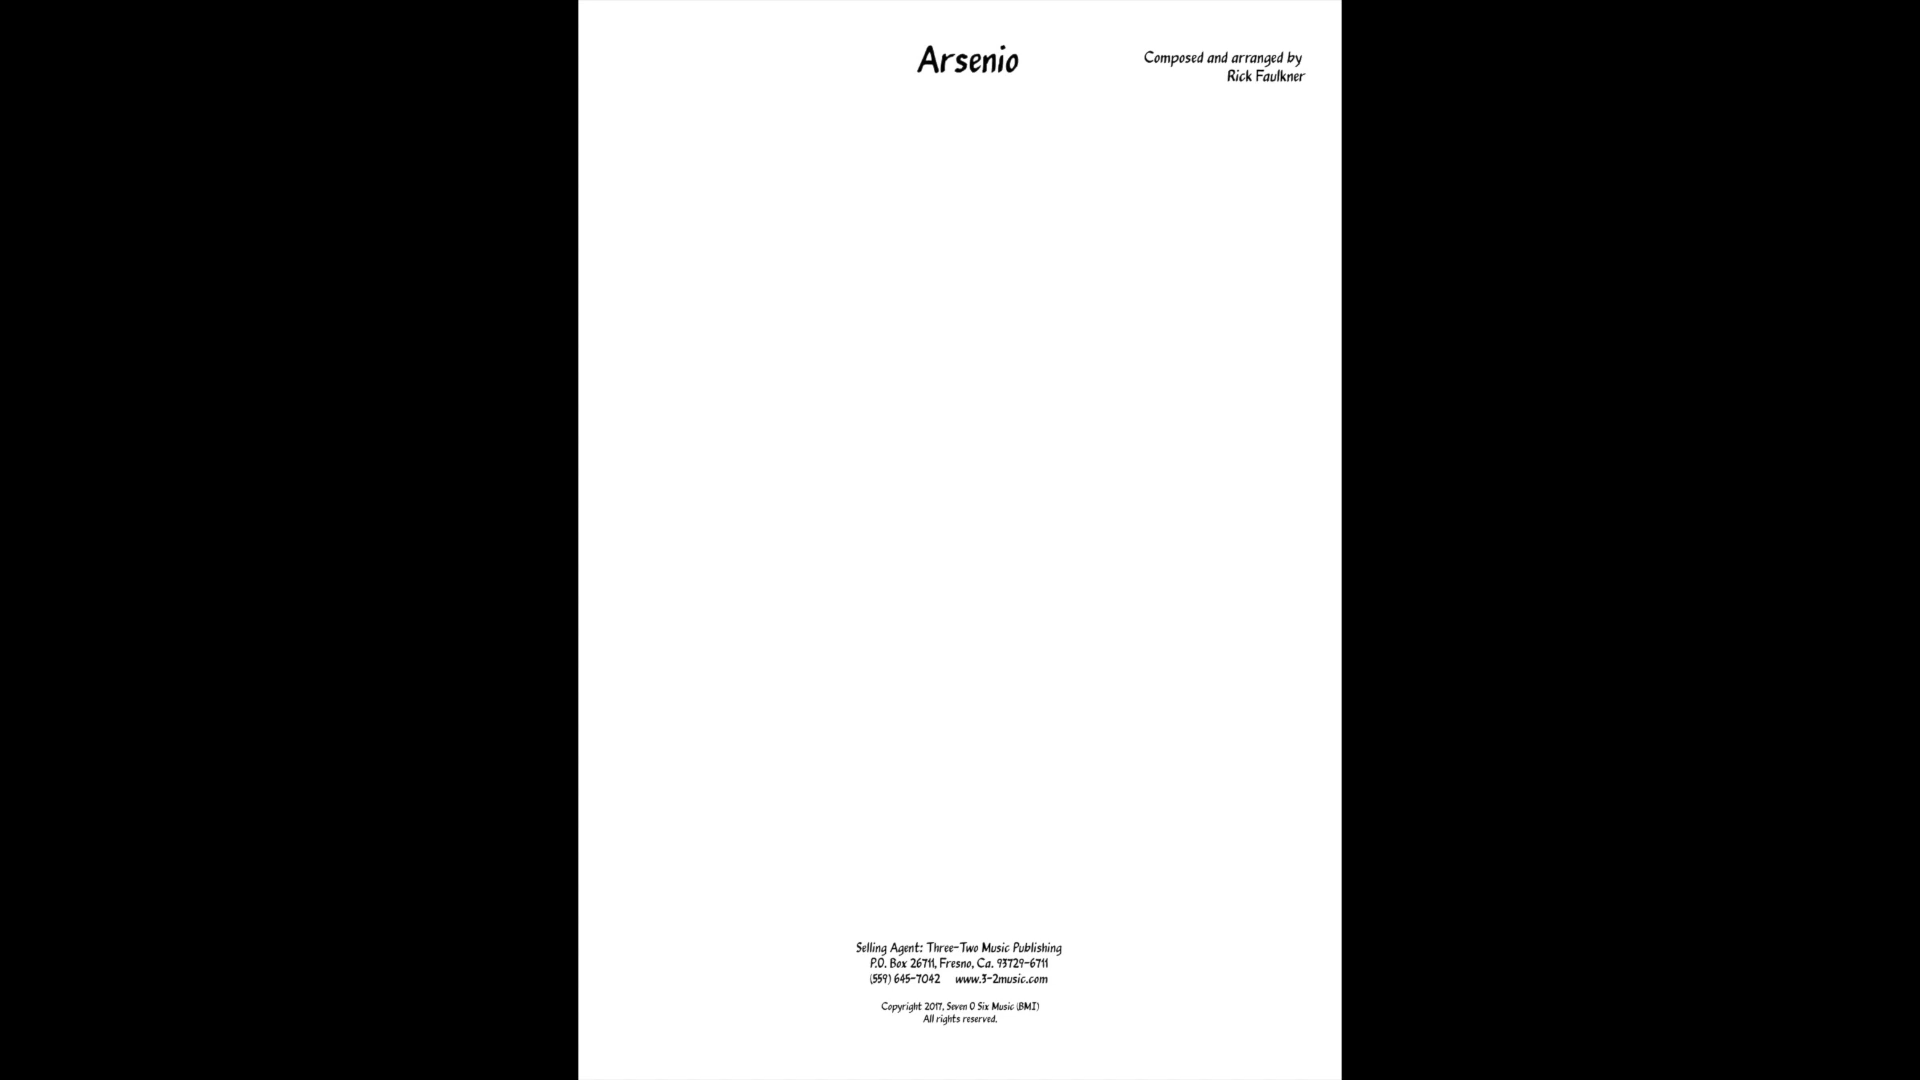 Arsenio
Composed and arranged by
Rick Faulkner
Selling Agent: Three-Two Music Publishing
P.O. Box 26711, Fresno, Ca. 93729-6711
(559) 645-7042 www.3-2music.com
Copyright 2017, Seven O Six Music (BMI)
All rights reserved.